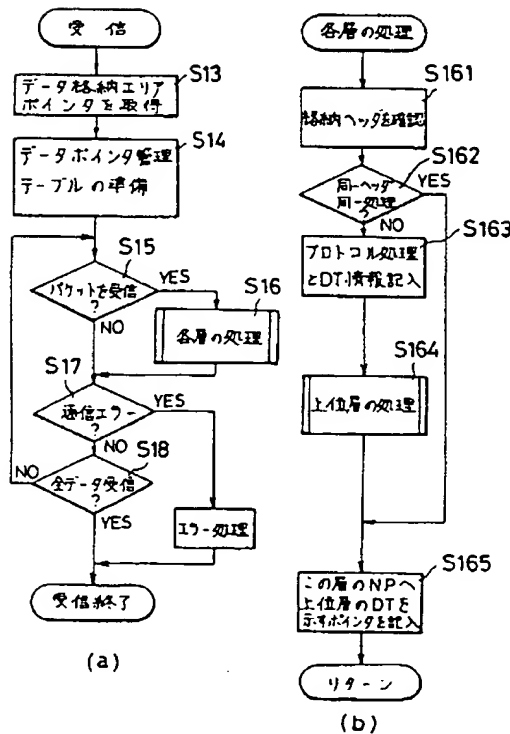 受信
S13
データ格納エリア
ポインタを取得
S14
データポインタ管理
テーブルの準備
S15
パケットを受信
?
YES
NO
S16
各層の処理
S17
通信エラー
?
YES
NO
S18
全データ受信
?
NO
YES
エラー処理
受信終了
(a)
各層の処理
S161
格納ヘッダを確認
S162
同一ヘッダ
同一処理
?
YES
NO
S163
プロトコル処理
とDT情報記入
S164
上位層の処理
S165
この層のNPへ
上位層のDTを
示すポインタを記入
リターン
(b)